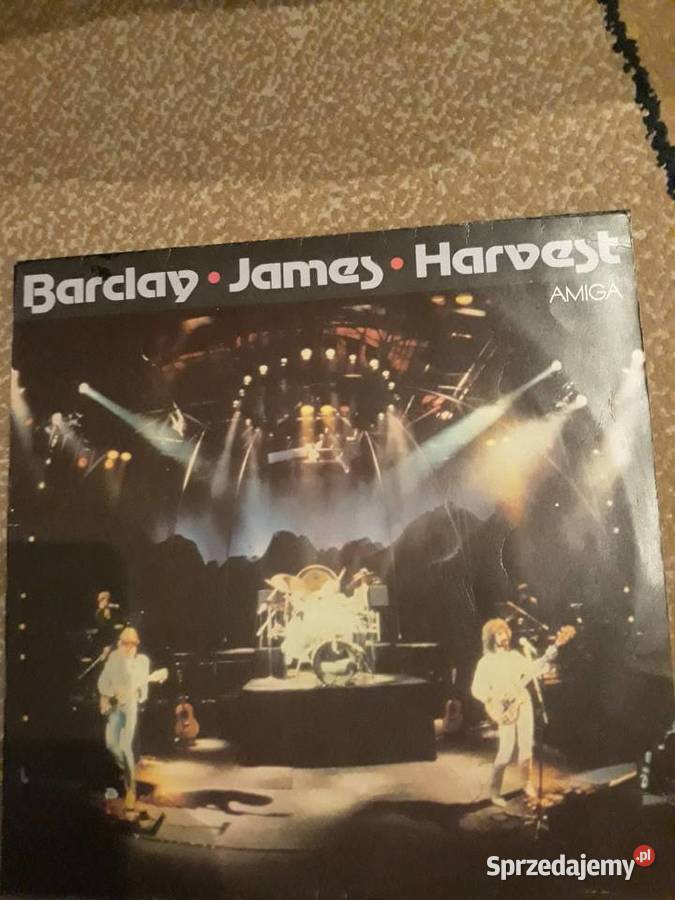 Barclay • James • Harvest
AMIGA
Sprzedajemy.pl